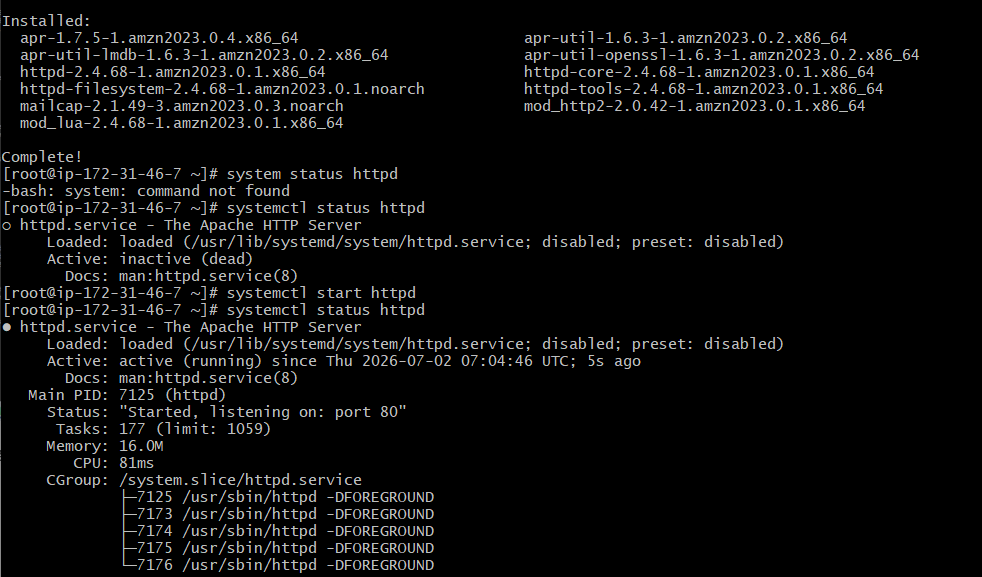 Installed:
  apr-1.7.5-1.amzn2023.0.4.x86_64                         apr-util-1.6.3-1.amzn2023.0.2.x86_64
  apr-util-lmdb-1.6.3-1.amzn2023.0.2.x86_64               apr-util-openssl-1.6.3-1.amzn2023.0.2.x86_64
  httpd-2.4.68-1.amzn2023.0.1.x86_64                      httpd-core-2.4.68-1.amzn2023.0.1.x86_64
  httpd-filesystem-2.4.68-1.amzn2023.0.1.noarch           httpd-tools-2.4.68-1.amzn2023.0.1.x86_64
  mailcap-2.1.49-3.amzn2023.0.3.noarch                    mod_http2-2.0.42-1.amzn2023.0.1.x86_64
  mod_lua-2.4.68-1.amzn2023.0.1.x86_64

Complete!
[root@ip-172-31-46-7 ~]# system status httpd
-bash: system: command not found
[root@ip-172-31-46-7 ~]# systemctl status httpd
○ httpd.service - The Apache HTTP Server
     Loaded: loaded (/usr/lib/systemd/system/httpd.service; disabled; preset: disabled)
     Active: inactive (dead)
       Docs: man:httpd.service(8)
[root@ip-172-31-46-7 ~]# systemctl start httpd
[root@ip-172-31-46-7 ~]# systemctl status httpd
● httpd.service - The Apache HTTP Server
     Loaded: loaded (/usr/lib/systemd/system/httpd.service; disabled; preset: disabled)
     Active: active (running) since Thu 2026-07-02 07:04:46 UTC; 5s ago
       Docs: man:httpd.service(8)
   Main PID: 7125 (httpd)
     Status: "Started, listening on: port 80"
      Tasks: 177 (limit: 1059)
     Memory: 16.0M
        CPU: 81ms
     CGroup: /system.slice/httpd.service
             ├─7125 /usr/sbin/httpd -DFOREGROUND
             ├─7173 /usr/sbin/httpd -DFOREGROUND
             ├─7174 /usr/sbin/httpd -DFOREGROUND
             ├─7175 /usr/sbin/httpd -DFOREGROUND
             └─7176 /usr/sbin/httpd -DFOREGROUND